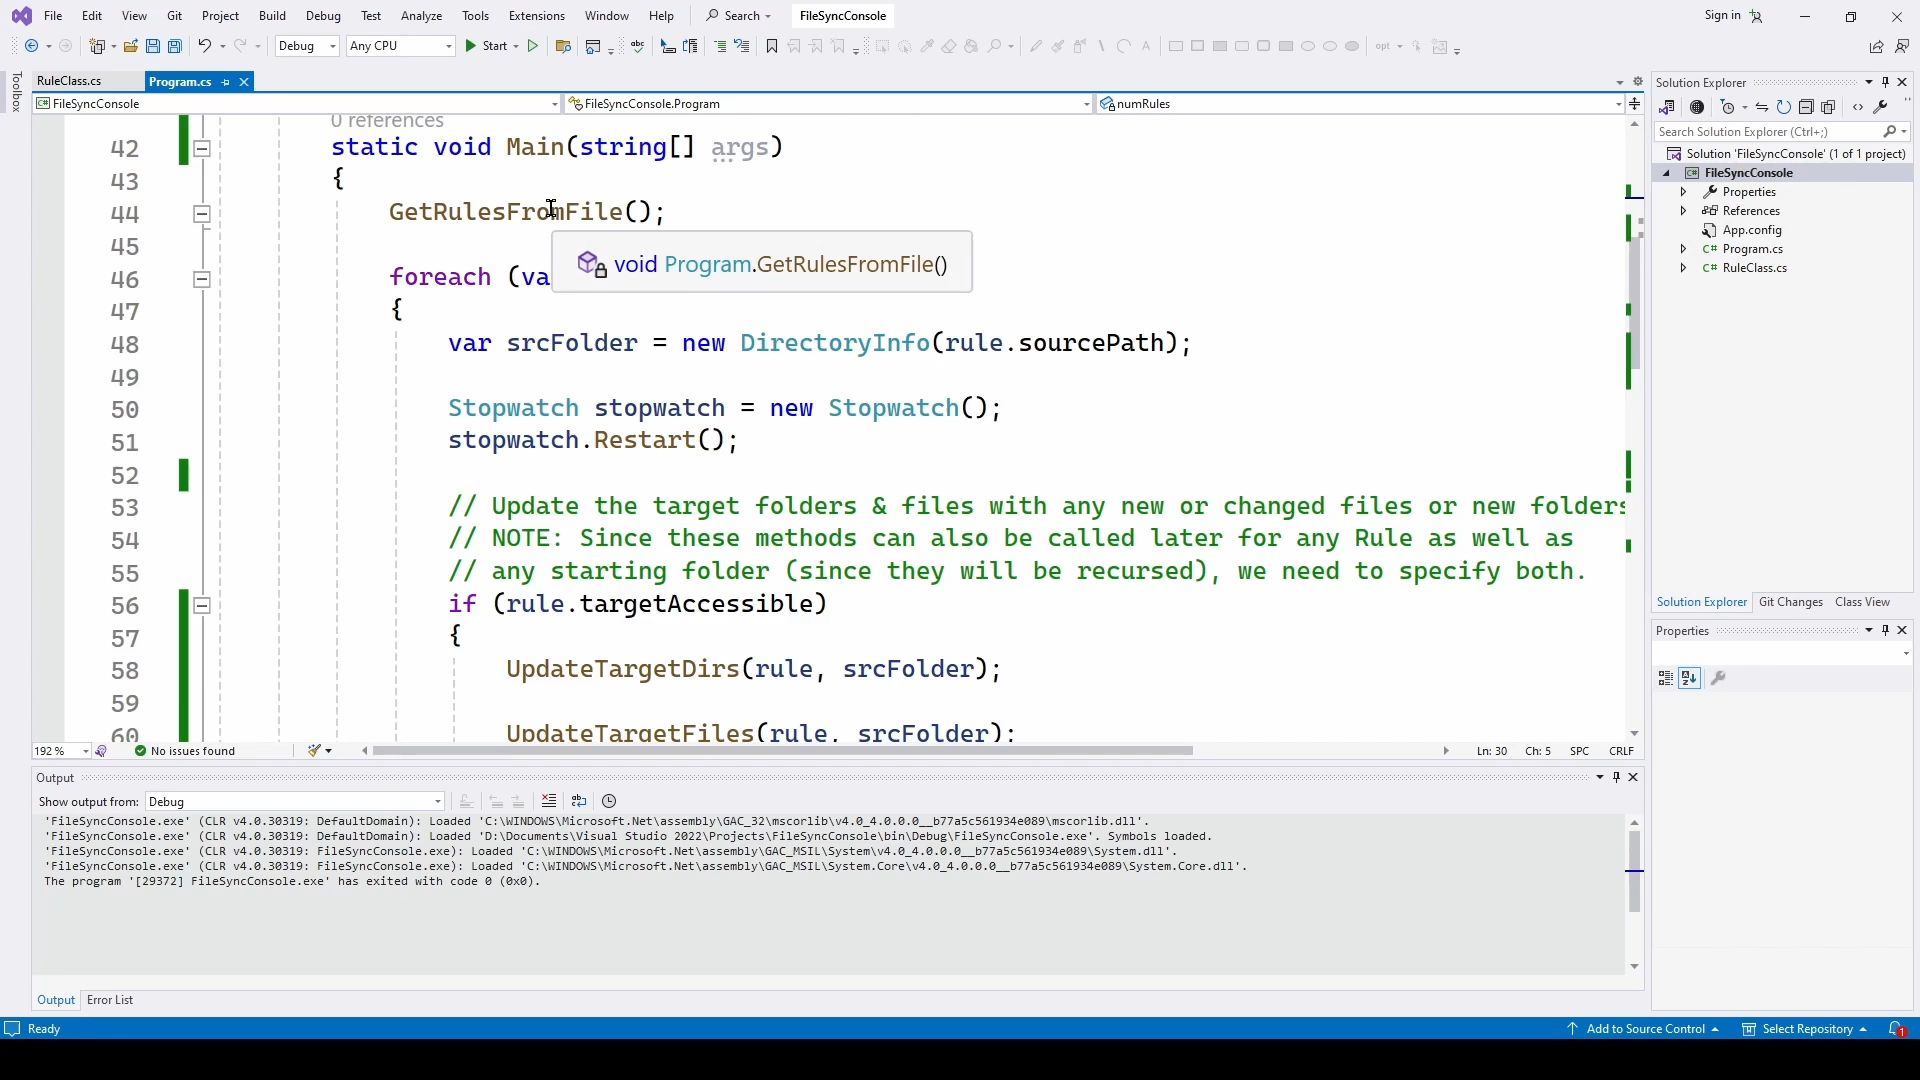 File Edit View Git Project Build Debug Test Analyze Tools Extensions Window Help Search FileSyncConsole Sign in
Debug Any CPU Start opt
Toolbox
RuleClass.cs Program.cs
FileSyncConsole FileSyncConsole.Program numRules
0 references
42 static void Main(string[] args)
43 {
44 GetRulesFromFile();
45
void Program.GetRulesFromFile()
46 foreach (va
47 {
48 var srcFolder = new DirectoryInfo(rule.sourcePath);
49
50 Stopwatch stopwatch = new Stopwatch();
51 stopwatch.Restart();
52
53 // Update the target folders & files with any new or changed files or new folders
54 // NOTE: Since these methods can also be called later for any Rule as well as
55 // any starting folder (since they will be recursed), we need to specify both.
56 if (rule.targetAccessible)
57 {
58 UpdateTargetDirs(rule, srcFolder);
59
60 UpdateTargetFiles(rule, srcFolder);
192 % No issues found Ln: 30 Ch: 5 SPC CRLF
Output
Show output from: Debug
'FileSyncConsole.exe' (CLR v4.0.30319: DefaultDomain): Loaded 'C:\WINDOWS\Microsoft.Net\assembly\GAC_32\mscorlib\v4.0_4.0.0.0__b77a5c561934e089\mscorlib.dll'.
'FileSyncConsole.exe' (CLR v4.0.30319: DefaultDomain): Loaded 'D:\Documents\Visual Studio 2022\Projects\FileSyncConsole\bin\Debug\FileSyncConsole.exe'. Symbols loaded.
'FileSyncConsole.exe' (CLR v4.0.30319: FileSyncConsole.exe): Loaded 'C:\WINDOWS\Microsoft.Net\assembly\GAC_MSIL\System\v4.0_4.0.0.0__b77a5c561934e089\System.dll'.
'FileSyncConsole.exe' (CLR v4.0.30319: FileSyncConsole.exe): Loaded 'C:\WINDOWS\Microsoft.Net\assembly\GAC_MSIL\System.Core\v4.0_4.0.0.0__b77a5c561934e089\System.Core.dll'.
The program '[29372] FileSyncConsole.exe' has exited with code 0 (0x0).
Output Error List
Solution Explorer
Search Solution Explorer (Ctrl+;)
Solution 'FileSyncConsole' (1 of 1 project)
C# FileSyncConsole
Properties
References
App.config
C# Program.cs
C# RuleClass.cs
Solution Explorer Git Changes Class View
Properties
Ready Add to Source Control Select Repository 1